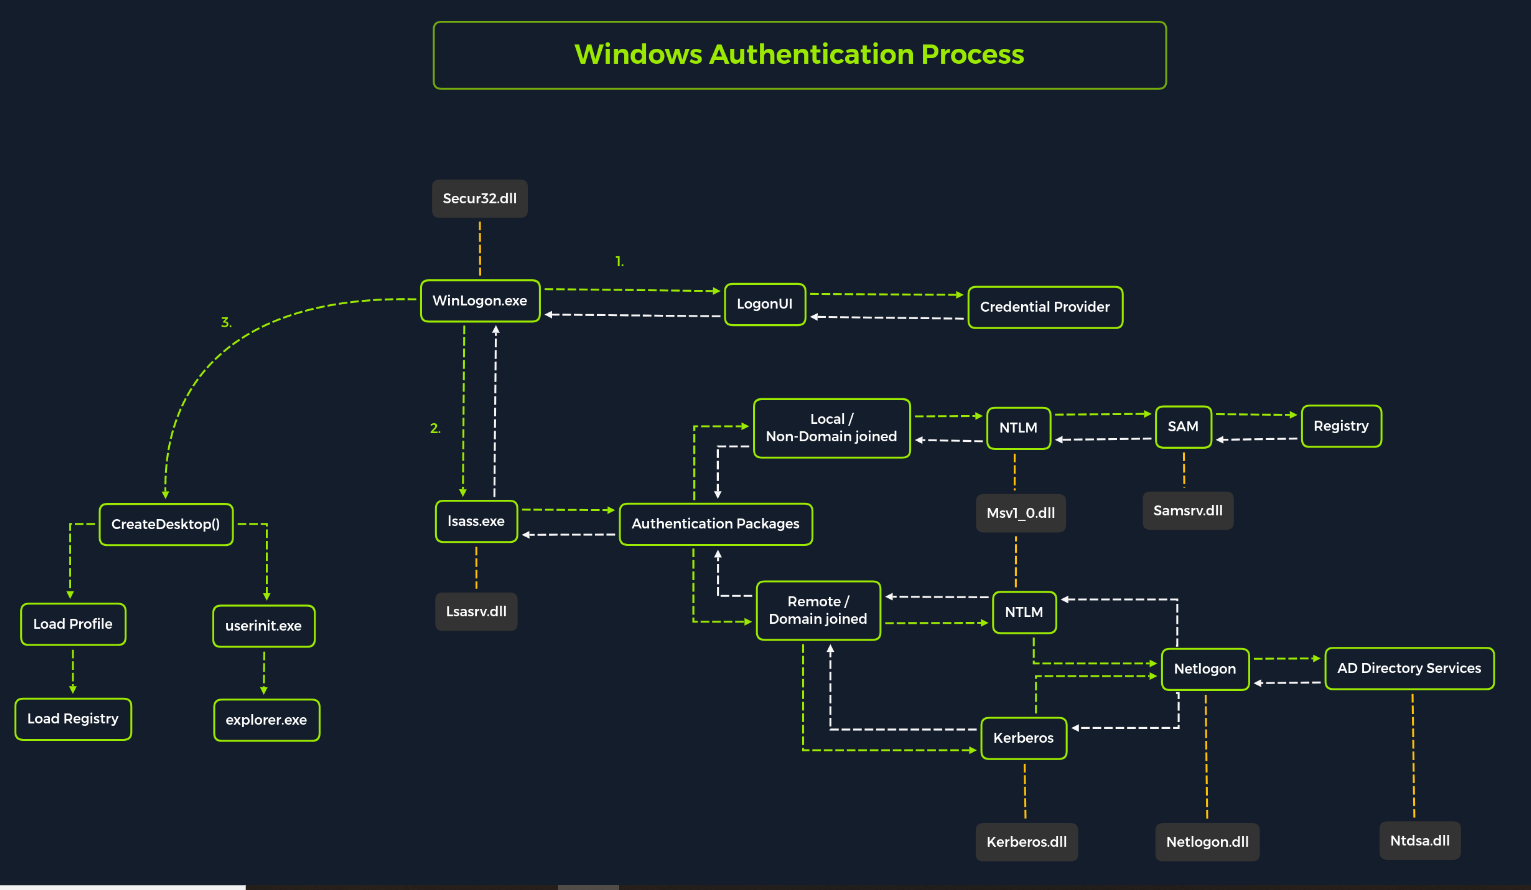 Windows Authentication Process
Secur32.dll
1.
WinLogon.exe
LogonUI
Credential Provider
3.
2.
Local /
Non-Domain joined
NTLM
SAM
Registry
Msv1_0.dll
Samsrv.dll
CreateDesktop()
lsass.exe
Authentication Packages
Lsasrv.dll
Remote /
Domain joined
NTLM
Load Profile
userinit.exe
Netlogon
AD Directory Services
Load Registry
explorer.exe
Kerberos
Kerberos.dll
Netlogon.dll
Ntdsa.dll